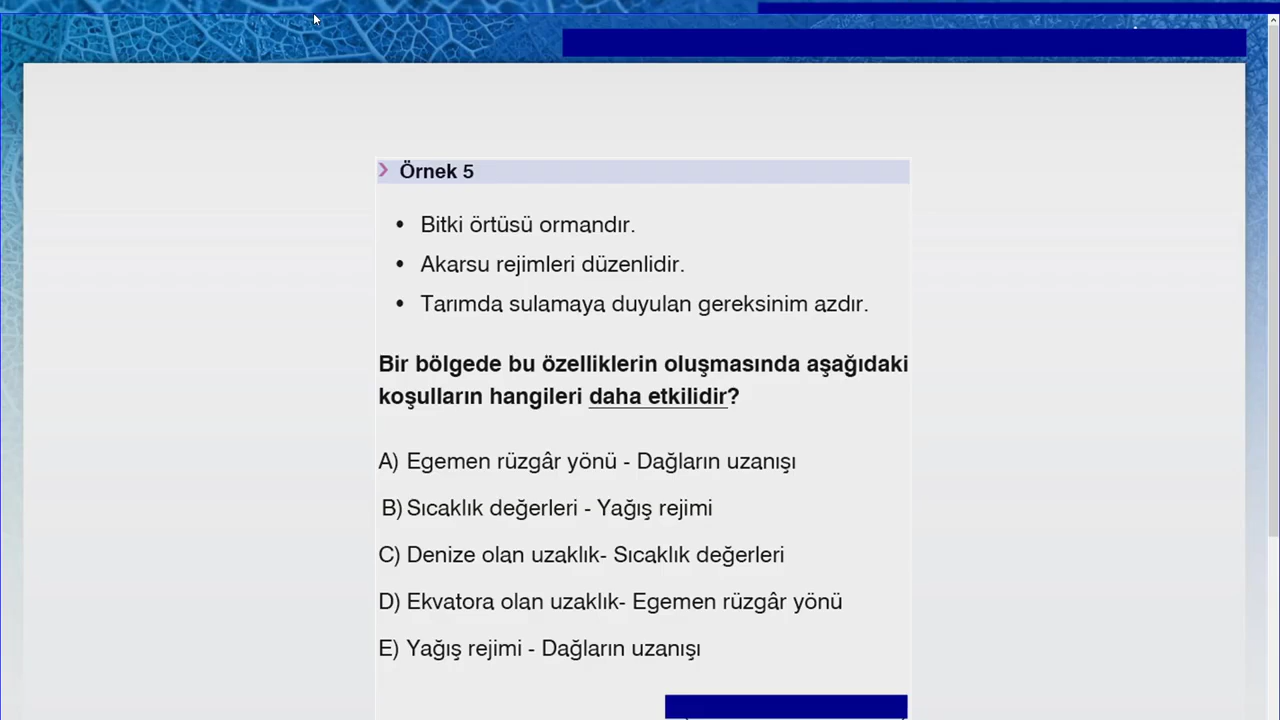 Örnek 5
• Bitki örtüsü ormandır.
• Akarsu rejimleri düzenlidir.
• Tarımda sulamaya duyulan gereksinim azdır.
Bir bölgede bu özelliklerin oluşmasında aşağıdaki
koşulların hangileri daha etkilidir?
A) Egemen rüzgâr yönü - Dağların uzanışı
B) Sıcaklık değerleri - Yağış rejimi
C) Denize olan uzaklık- Sıcaklık değerleri
D) Ekvatora olan uzaklık- Egemen rüzgâr yönü
E) Yağış rejimi - Dağların uzanışı